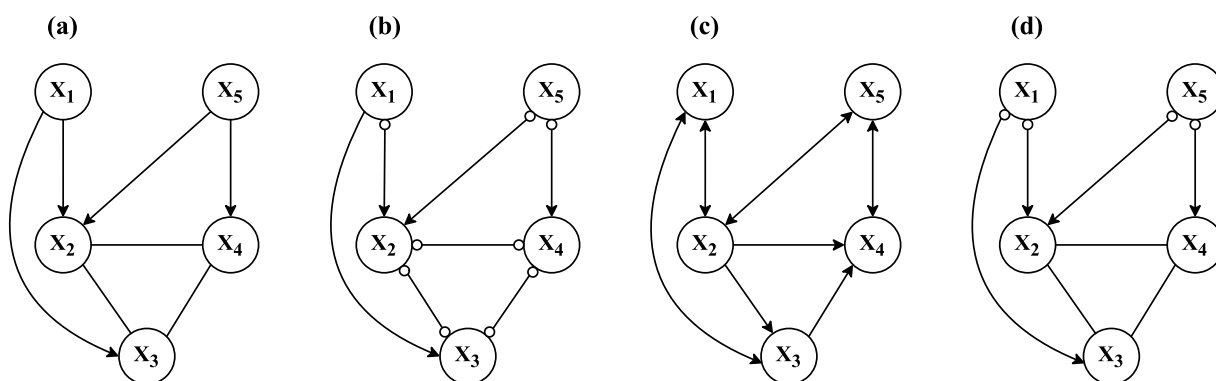 (a) (b) (c) (d)
X₁ X₅ X₁ X₅ X₁ X₅ X₁ X₅
X₂ X₄ X₂ X₄ X₂ X₄ X₂ X₄
X₃ X₃ X₃ X₃